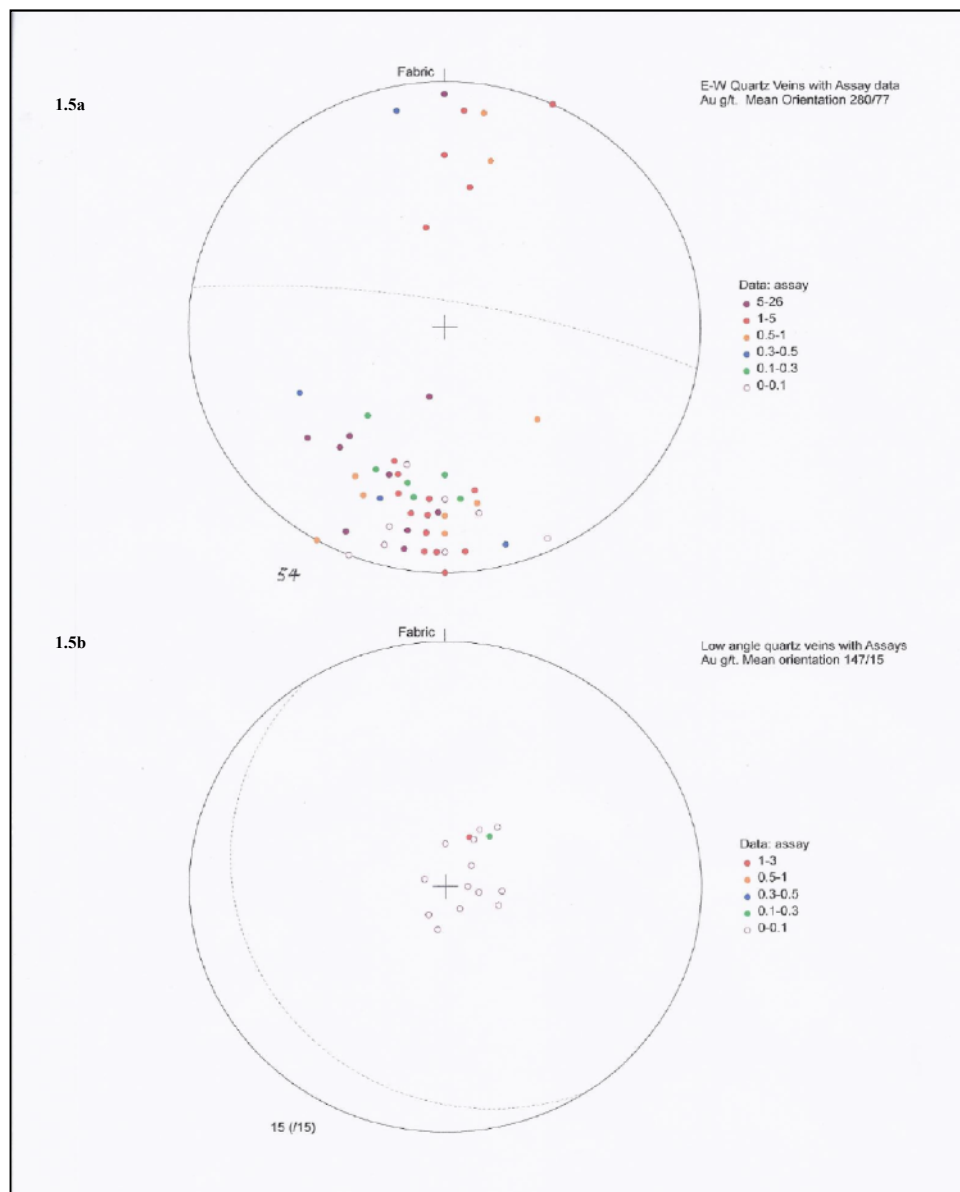 Fabric
1.5a
E-W Quartz Veins with Assay data
Au g/t. Mean Orientation 280/77
Data: assay
5-26
1-5
0.5-1
0.3-0.5
0.1-0.3
0-0.1
54
1.5b
Fabric
Low angle quartz veins with Assays
Au g/t. Mean orientation 147/15
Data: assay
1-3
0.5-1
0.3-0.5
0.1-0.3
0-0.1
15 (/15)